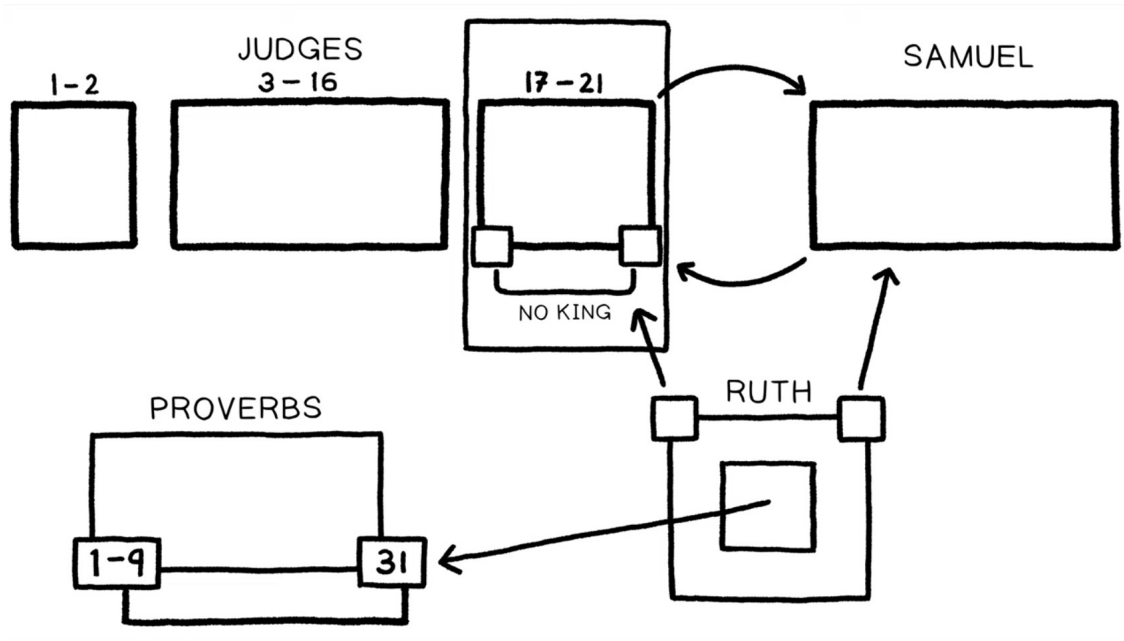 JUDGES
1-2
3-16
17-21
SAMUEL
NO KING
RUTH
PROVERBS
1-9
31